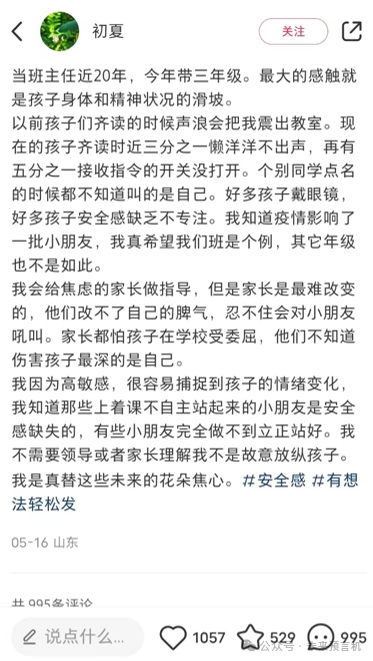 初夏
关注
当班主任近20年，今年带三年级。最大的感触就
是孩子身体和精神状况的滑坡。
以前孩子们齐读的时候声浪会把我震出教室。现
在的孩子齐读时近三分之一懒洋洋不出声，再有
五分之一接收指令的开关没打开。个别同学点名
的时候都不知道叫的是自己。好多孩子戴眼镜，
好多孩子安全感缺乏不专注。我知道疫情影响了
一批小朋友，我真希望我们班是个例，其它年级
也不是如此。
我会给焦虑的家长做指导，但是家长是最难改变
的，他们改不了自己的脾气，忍不住会对小朋友
吼叫。家长都怕孩子在学校受委屈，他们不知道
伤害孩子最深的是自己。
我因为高敏感，很容易捕捉到孩子的情绪变化，
我知道那些上着课不自主站起来的小朋友是安全
感缺失的，有些小朋友完全做不到立正站好。我
不需要领导或者家长理解我不是故意放纵孩子。
我是真替这些未来的花朵焦心。#安全感 #有想
法轻松发
05-16 山东
共 995条评论
说点什么...
1057
529
995
公众号·未来预言机